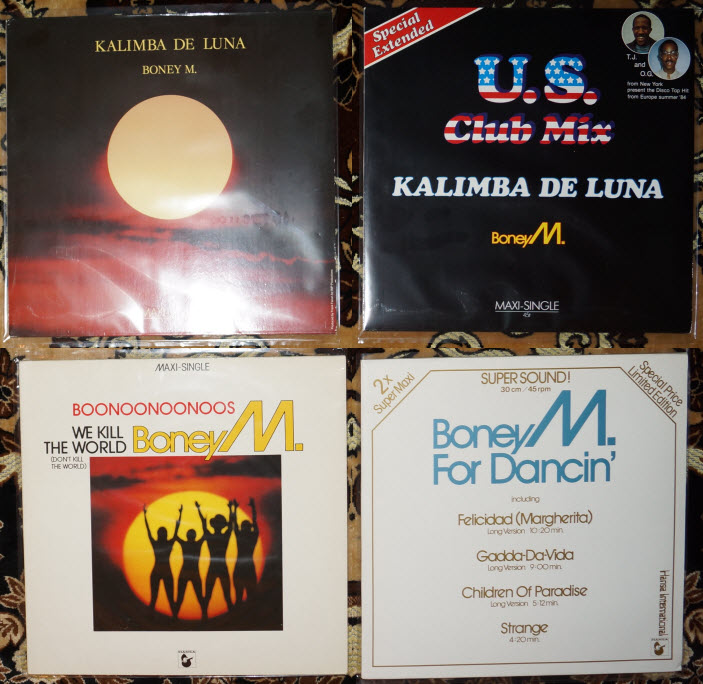 KALIMBA DE LUNA
BONEY M.
Special
Extended
U.S.
Club Mix
T.J.
and
O.G.
from New York
present the Disco Top Hit
from Europe summer '84
KALIMBA DE LUNA
Boney M.
MAXI-SINGLE
45r
MAXI-SINGLE
BOONOONOONOOS
WE KILL
THE WORLD
(DON'T KILL
THE WORLD)
Boney M.
2x
Super Maxi
SUPER SOUND!
30 cm / 45 rpm
Special Price
Limited Edition
Boney M.
For Dancin'
including
Felicidad (Margherita)
Long Version 10:20 min.
Gadda-Da-Vida
Long Version 9:00 min.
Children Of Paradise
Long Version 5:12 min.
Strange
4:20 min.
Hansa International